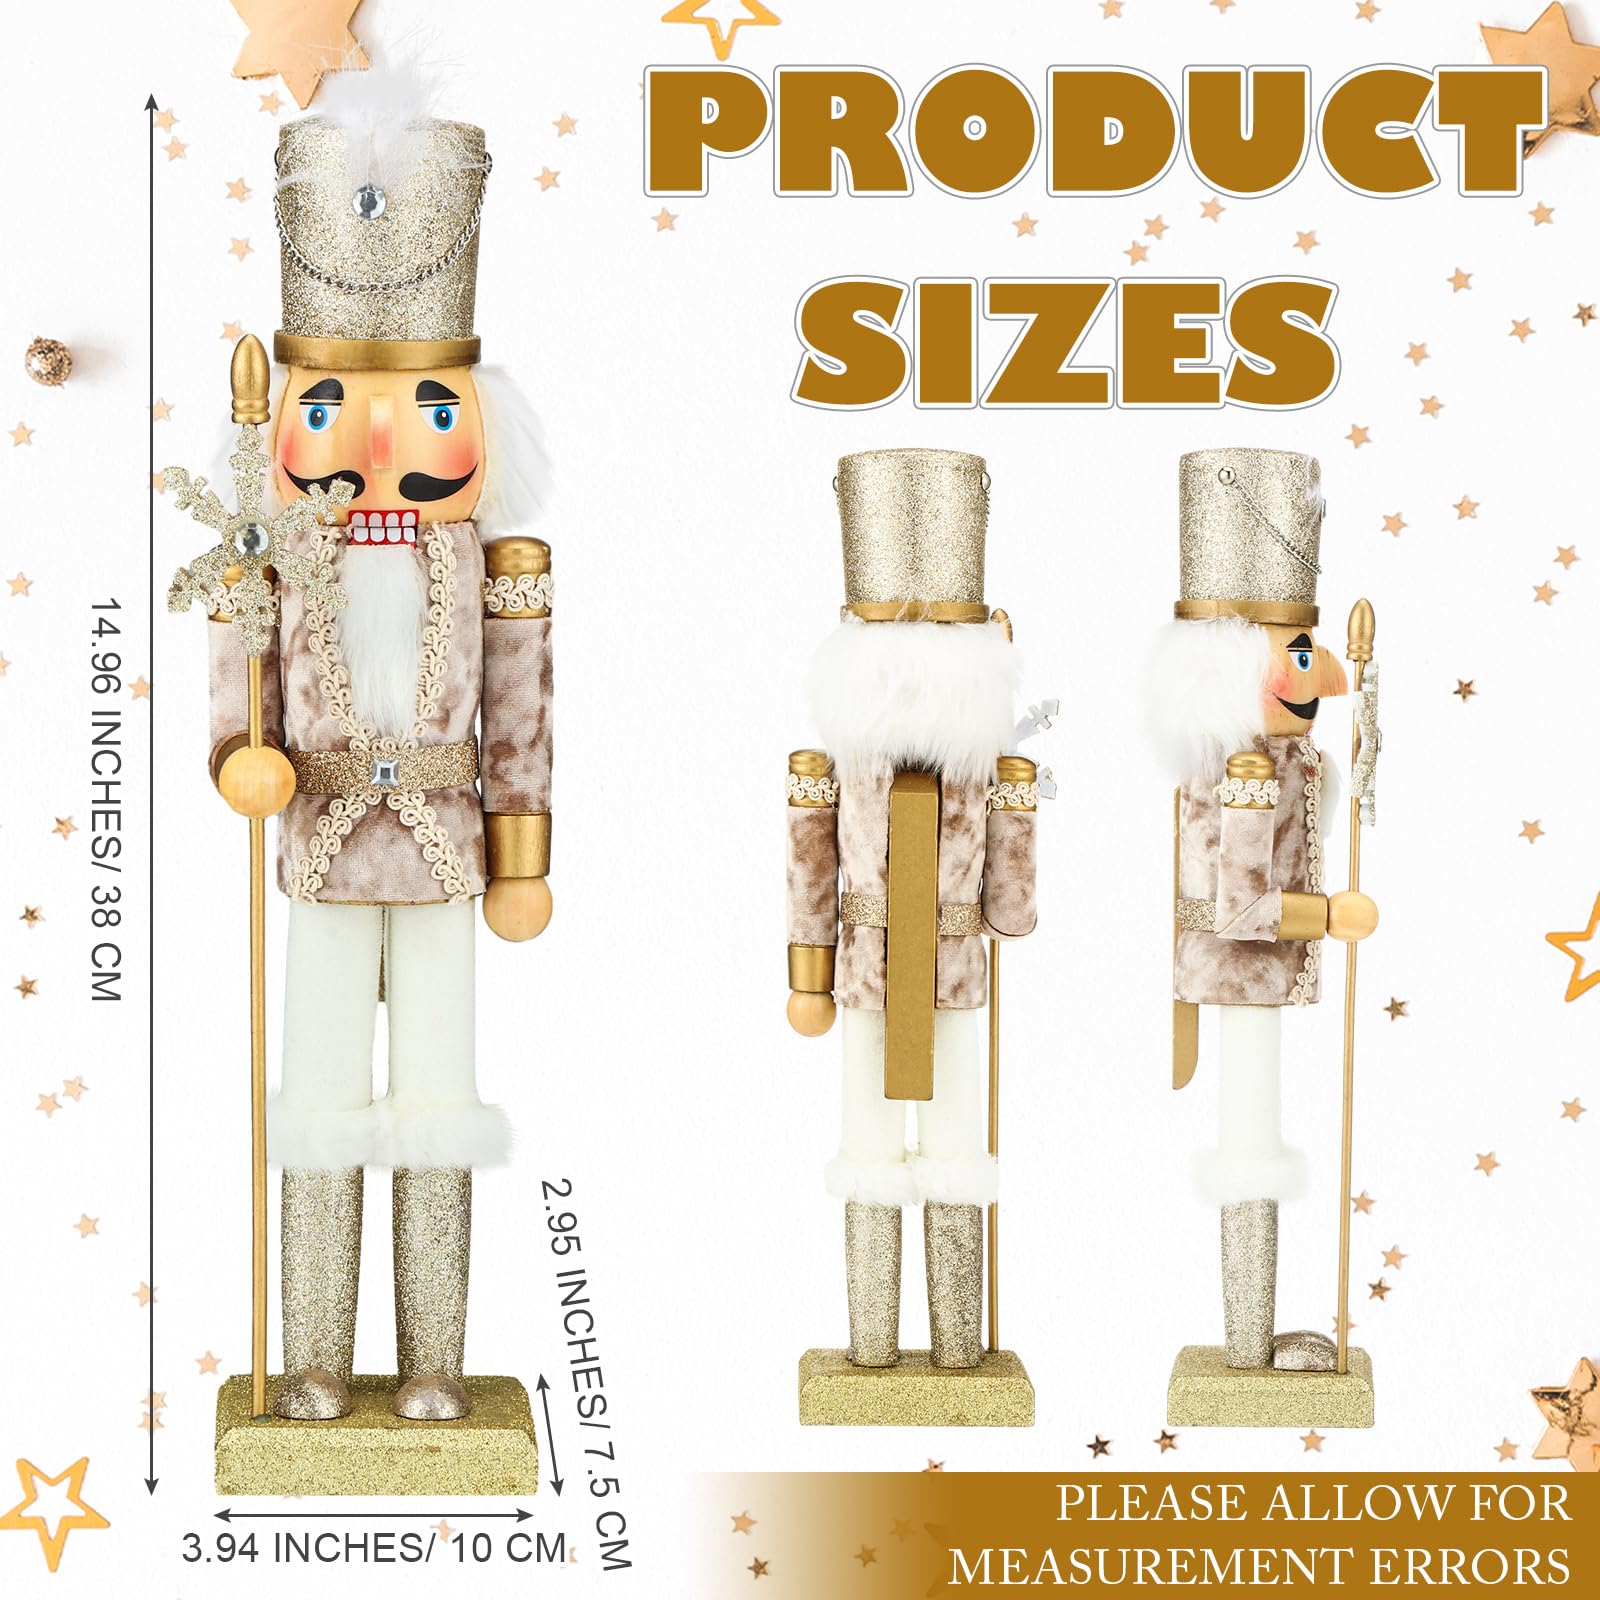 PRODUCT
SIZES
14.96 INCHES/ 38 CM
2.95 INCHES/ 7.5 CM
3.94 INCHES/ 10 CM
PLEASE ALLOW FOR
MEASUREMENT ERRORS